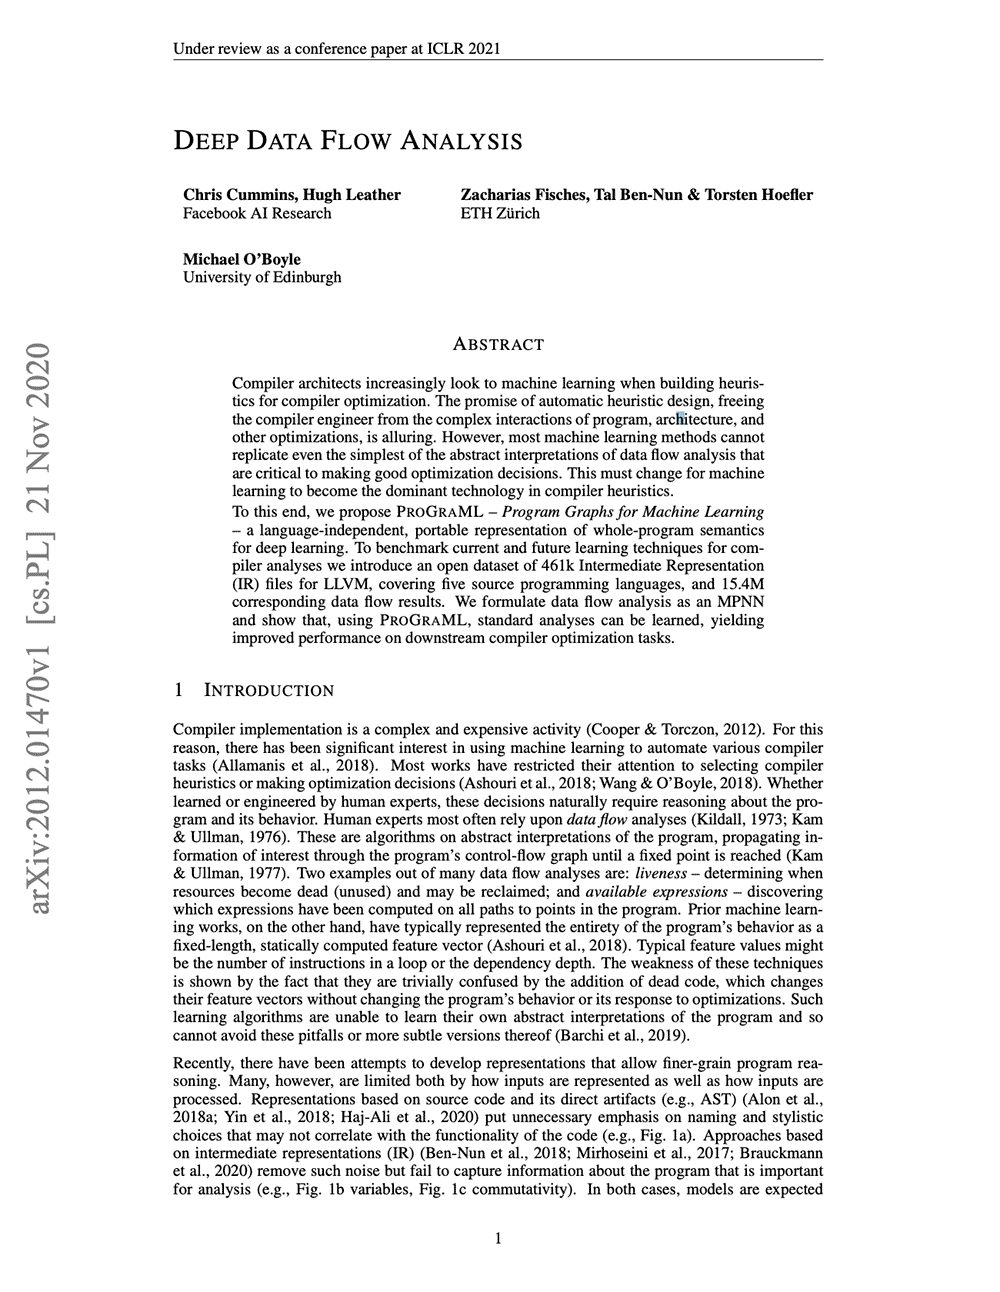 Under review as a conference paper at ICLR 2021
DEEP DATA FLOW ANALYSIS
Chris Cummins, Hugh Leather
Facebook AI Research
Zacharias Fisches, Tal Ben-Nun & Torsten Hoefler
ETH Zürich
Michael O'Boyle
University of Edinburgh
ABSTRACT
Compiler architects increasingly look to machine learning when building heuris-
tics for compiler optimization. The promise of automatic heuristic design, freeing
the compiler engineer from the complex interactions of program, architecture, and
other optimizations, is alluring. However, most machine learning methods cannot
replicate even the simplest of the abstract interpretations of data flow analysis that
are critical to making good optimization decisions. This must change for machine
learning to become the dominant technology in compiler heuristics.
To this end, we propose PROGRAML – Program Graphs for Machine Learning
– a language-independent, portable representation of whole-program semantics
for deep learning. To benchmark current and future learning techniques for com-
piler analyses we introduce an open dataset of 461k Intermediate Representation
(IR) files for LLVM, covering five source programming languages, and 15.4M
corresponding data flow results. We formulate data flow analysis as an MPNN
and show that, using PROGRAML, standard analyses can be learned, yielding
improved performance on downstream compiler optimization tasks.
1 INTRODUCTION
Compiler implementation is a complex and expensive activity (Cooper & Torczon, 2012). For this
reason, there has been significant interest in using machine learning to automate various compiler
tasks (Allamanis et al., 2018). Most works have restricted their attention to selecting compiler
heuristics or making optimization decisions (Ashouri et al., 2018; Wang & O'Boyle, 2018). Whether
learned or engineered by human experts, these decisions naturally require reasoning about the pro-
gram and its behavior. Human experts most often rely upon data flow analyses (Kildall, 1973; Kam
& Ullman, 1976). These are algorithms on abstract interpretations of the program, propagating in-
formation of interest through the program's control-flow graph until a fixed point is reached (Kam
& Ullman, 1977). Two examples out of many data flow analyses are: liveness – determining when
resources become dead (unused) and may be reclaimed; and available expressions – discovering
which expressions have been computed on all paths to points in the program. Prior machine learn-
ing works, on the other hand, have typically represented the entirety of the program's behavior as a
fixed-length, statically computed feature vector (Ashouri et al., 2018). Typical feature values might
be the number of instructions in a loop or the dependency depth. The weakness of these techniques
is shown by the fact that they are trivially confused by the addition of dead code, which changes
their feature vectors without changing the program's behavior or its response to optimizations. Such
learning algorithms are unable to learn their own abstract interpretations of the program and so
cannot avoid these pitfalls or more subtle versions thereof (Barchi et al., 2019).
Recently, there have been attempts to develop representations that allow finer-grain program rea-
soning. Many, however, are limited both by how inputs are represented as well as how inputs are
processed. Representations based on source code and its direct artifacts (e.g., AST) (Alon et al.,
2018a; Yin et al., 2018; Haj-Ali et al., 2020) put unnecessary emphasis on naming and stylistic
choices that may not correlate with the functionality of the code (e.g., Fig. 1a). Approaches based
on intermediate representations (IR) (Ben-Nun et al., 2018; Mirhoseini et al., 2017; Brauckmann
et al., 2020) remove such noise but fail to capture information about the program that is important
for analysis (e.g., Fig. 1b variables, Fig. 1c commutativity). In both cases, models are expected
1
arXiv:2012.01470v1 [cs.PL] 21 Nov 2020